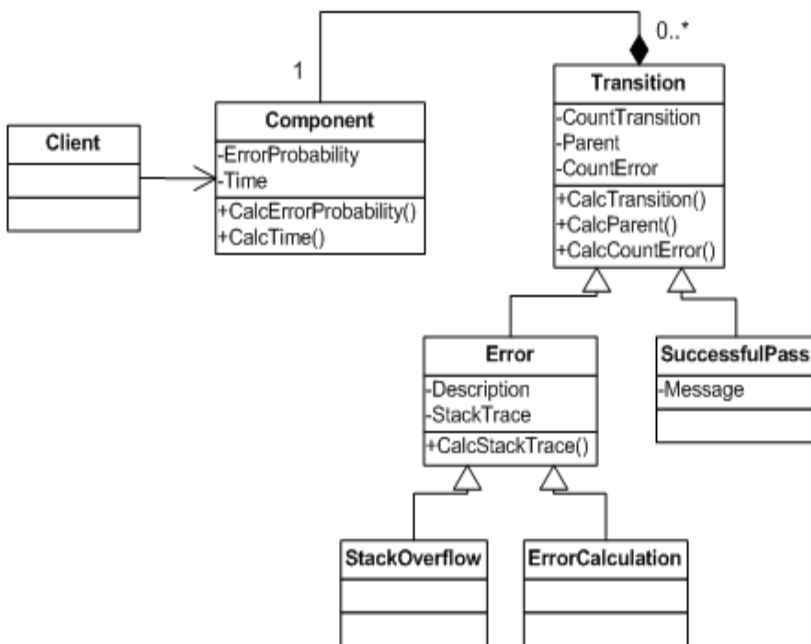 0..*
1
Transition
-CountTransition
-Parent
-CountError
+CalcTransition()
+CalcParent()
+CalcCountError()
Component
-ErrorProbability
-Time
+CalcErrorProbability()
+CalcTime()
Client
Error
-Description
-StackTrace
+CalcStackTrace()
SuccessfulPass
-Message
StackOverflow
ErrorCalculation